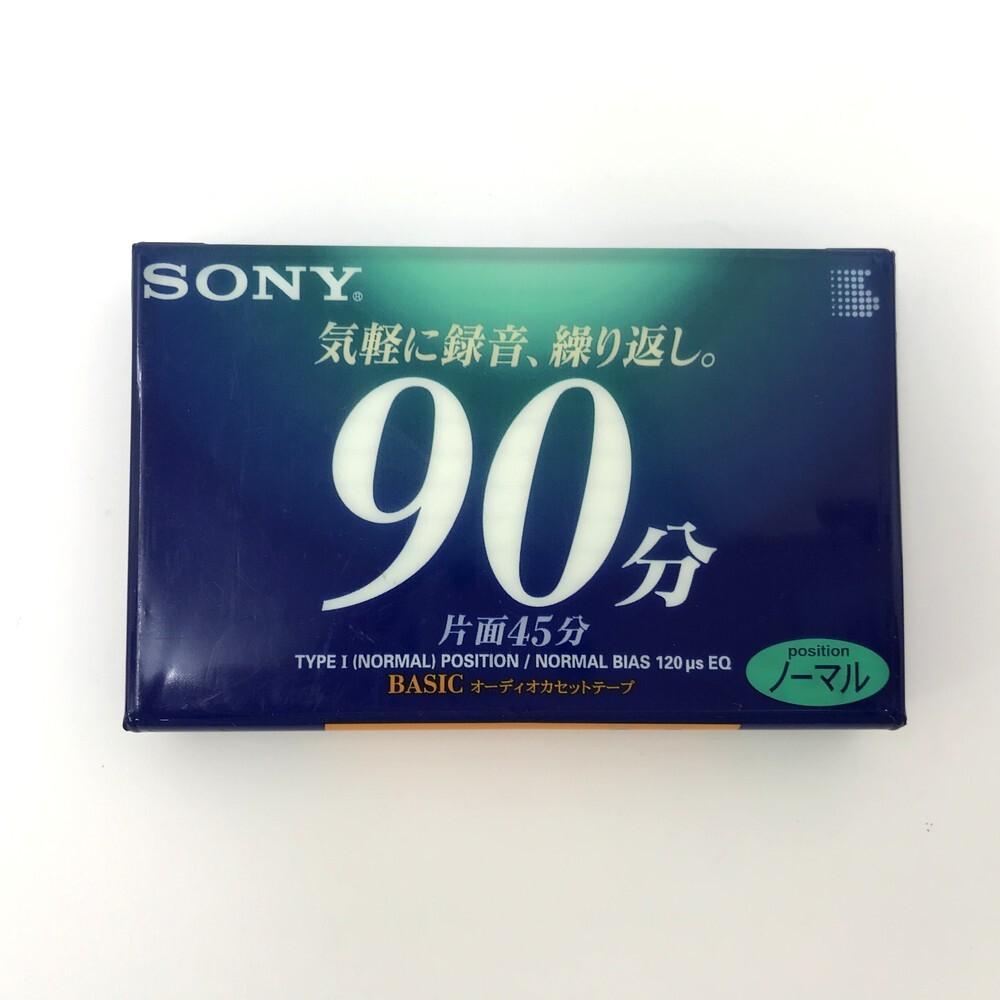 SONY®
気軽に録音、繰り返し。
90分
片面45分
TYPE I (NORMAL) POSITION / NORMAL BIAS 120 µs EQ
BASIC オーディオカセットテープ
position
ノーマル